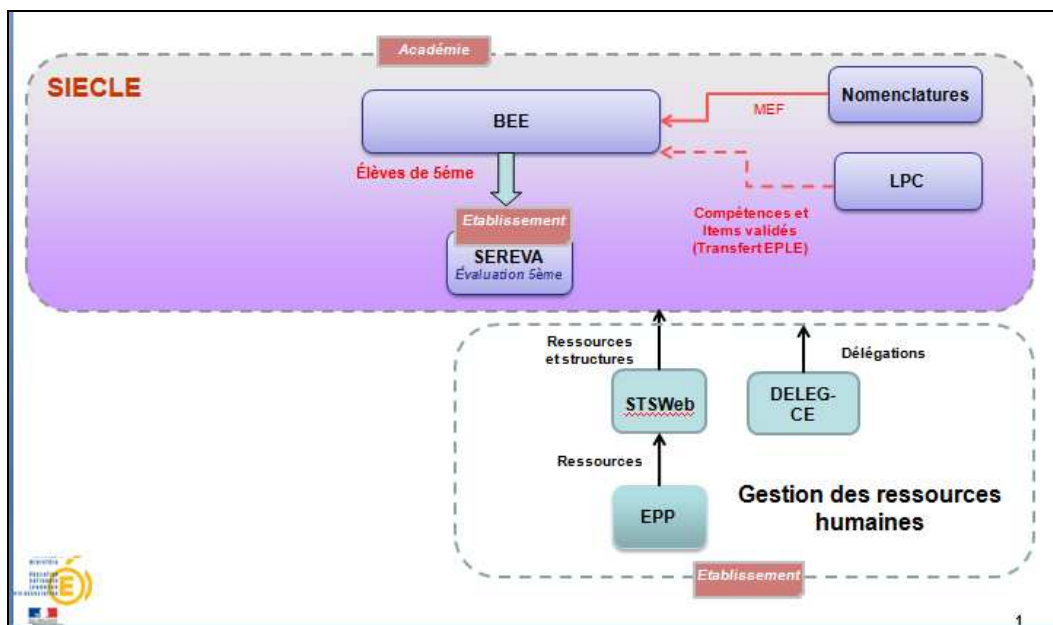 Académie
SIECLE
Nomenclatures
BEE
MEF
Élèves de 5éme
LPC
Etablissement
Compétences et
Items validés
(Transfert EPLE)
SEREVA
Évaluation 5ème
Ressources
et structures
Délégations
STSWeb
DELEG-
CE
Ressources
Gestion des ressources
humaines
EPP
Etablissement
1